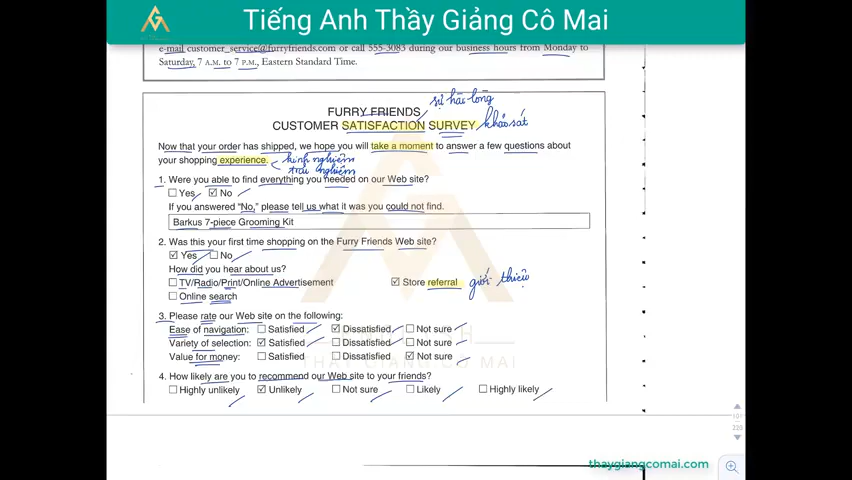 Tiếng Anh Thầy Giảng Cô Mai
e-mail customer_service@furryfriends.com or call 555-3083 during our business hours from Monday to
Saturday, 7 A.M. to 7 P.M., Eastern Standard Time.
sự hài lòng
FURRY FRIENDS
CUSTOMER SATISFACTION SURVEY khảo sát
Now that your order has shipped, we hope you will take a moment to answer a few questions about
your shopping experience. kinh nghiệm
trải nghiệm
1. Were you able to find everything you needed on our Web site?
☐ Yes ☑ No
If you answered "No," please tell us what it was you could not find.
Barkus 7-piece Grooming Kit
2. Was this your first time shopping on the Furry Friends Web site?
☑ Yes ☐ No
How did you hear about us?
☐ TV/Radio/Print/Online Advertisement ☑ Store referral giới thiệu
☐ Online search
3. Please rate our Web site on the following:
Ease of navigation: ☐ Satisfied ☑ Dissatisfied ☐ Not sure
Variety of selection: ☑ Satisfied ☐ Dissatisfied ☐ Not sure
Value for money: ☐ Satisfied ☐ Dissatisfied ☑ Not sure
4. How likely are you to recommend our Web site to your friends?
☐ Highly unlikely ☑ Unlikely ☐ Not sure ☐ Likely ☐ Highly likely
thaygiangcomai.com